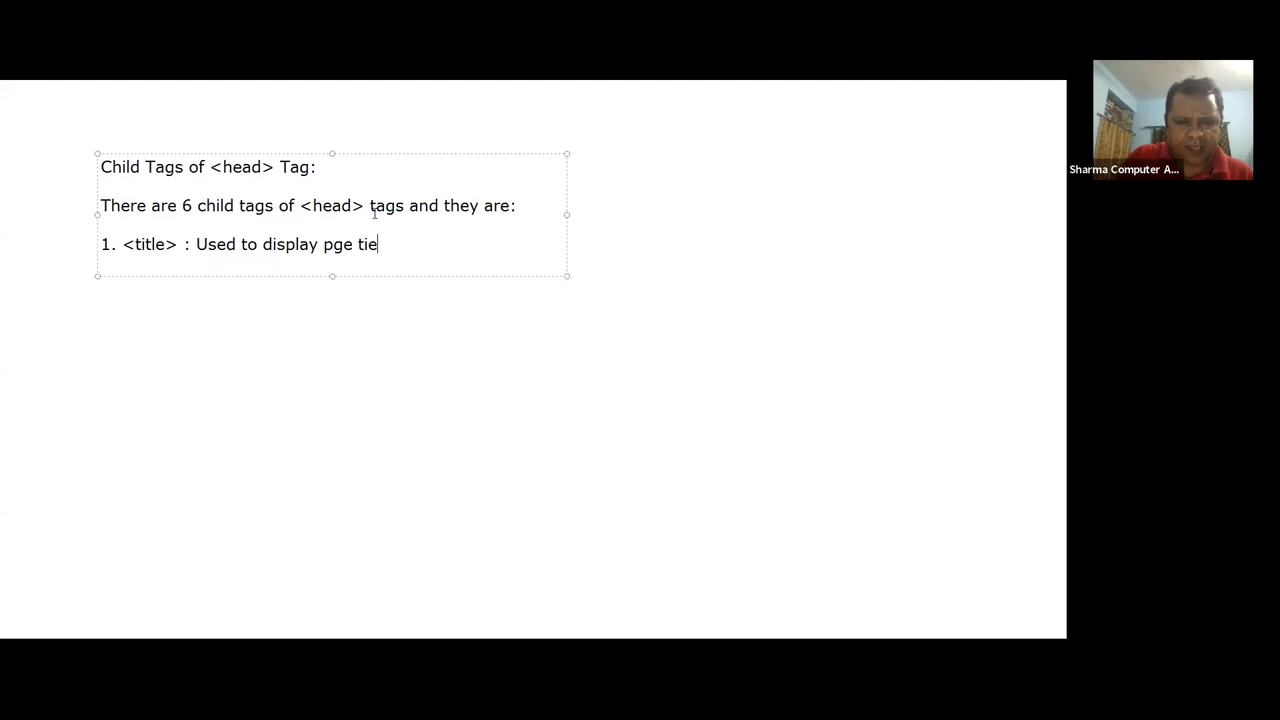 Child Tags of <head> Tag:
There are 6 child tags of <head> tags and they are:
1. <title> : Used to display pge tie
Sharma Computer A...